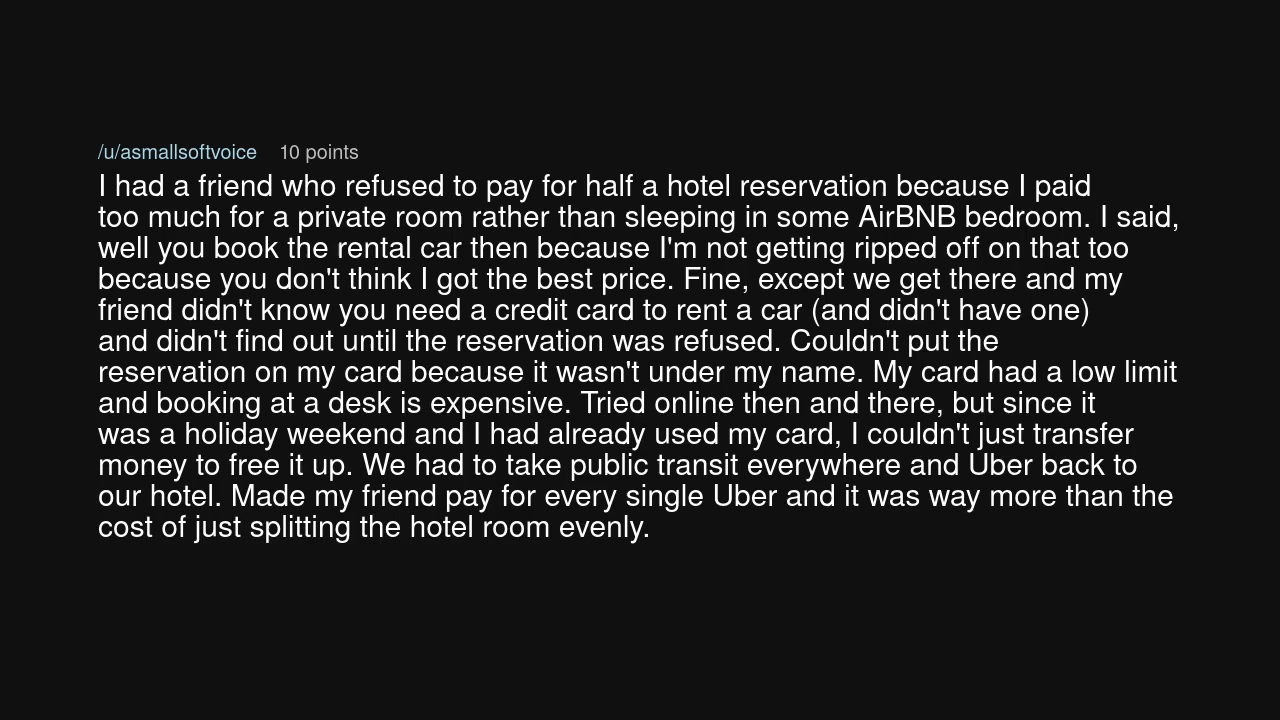 /u/asmallsoftvoice 10 points
I had a friend who refused to pay for half a hotel reservation because I paid
too much for a private room rather than sleeping in some AirBNB bedroom. I said,
well you book the rental car then because I'm not getting ripped off on that too
because you don't think I got the best price. Fine, except we get there and my
friend didn't know you need a credit card to rent a car (and didn't have one)
and didn't find out until the reservation was refused. Couldn't put the
reservation on my card because it wasn't under my name. My card had a low limit
and booking at a desk is expensive. Tried online then and there, but since it
was a holiday weekend and I had already used my card, I couldn't just transfer
money to free it up. We had to take public transit everywhere and Uber back to
our hotel. Made my friend pay for every single Uber and it was way more than the
cost of just splitting the hotel room evenly.